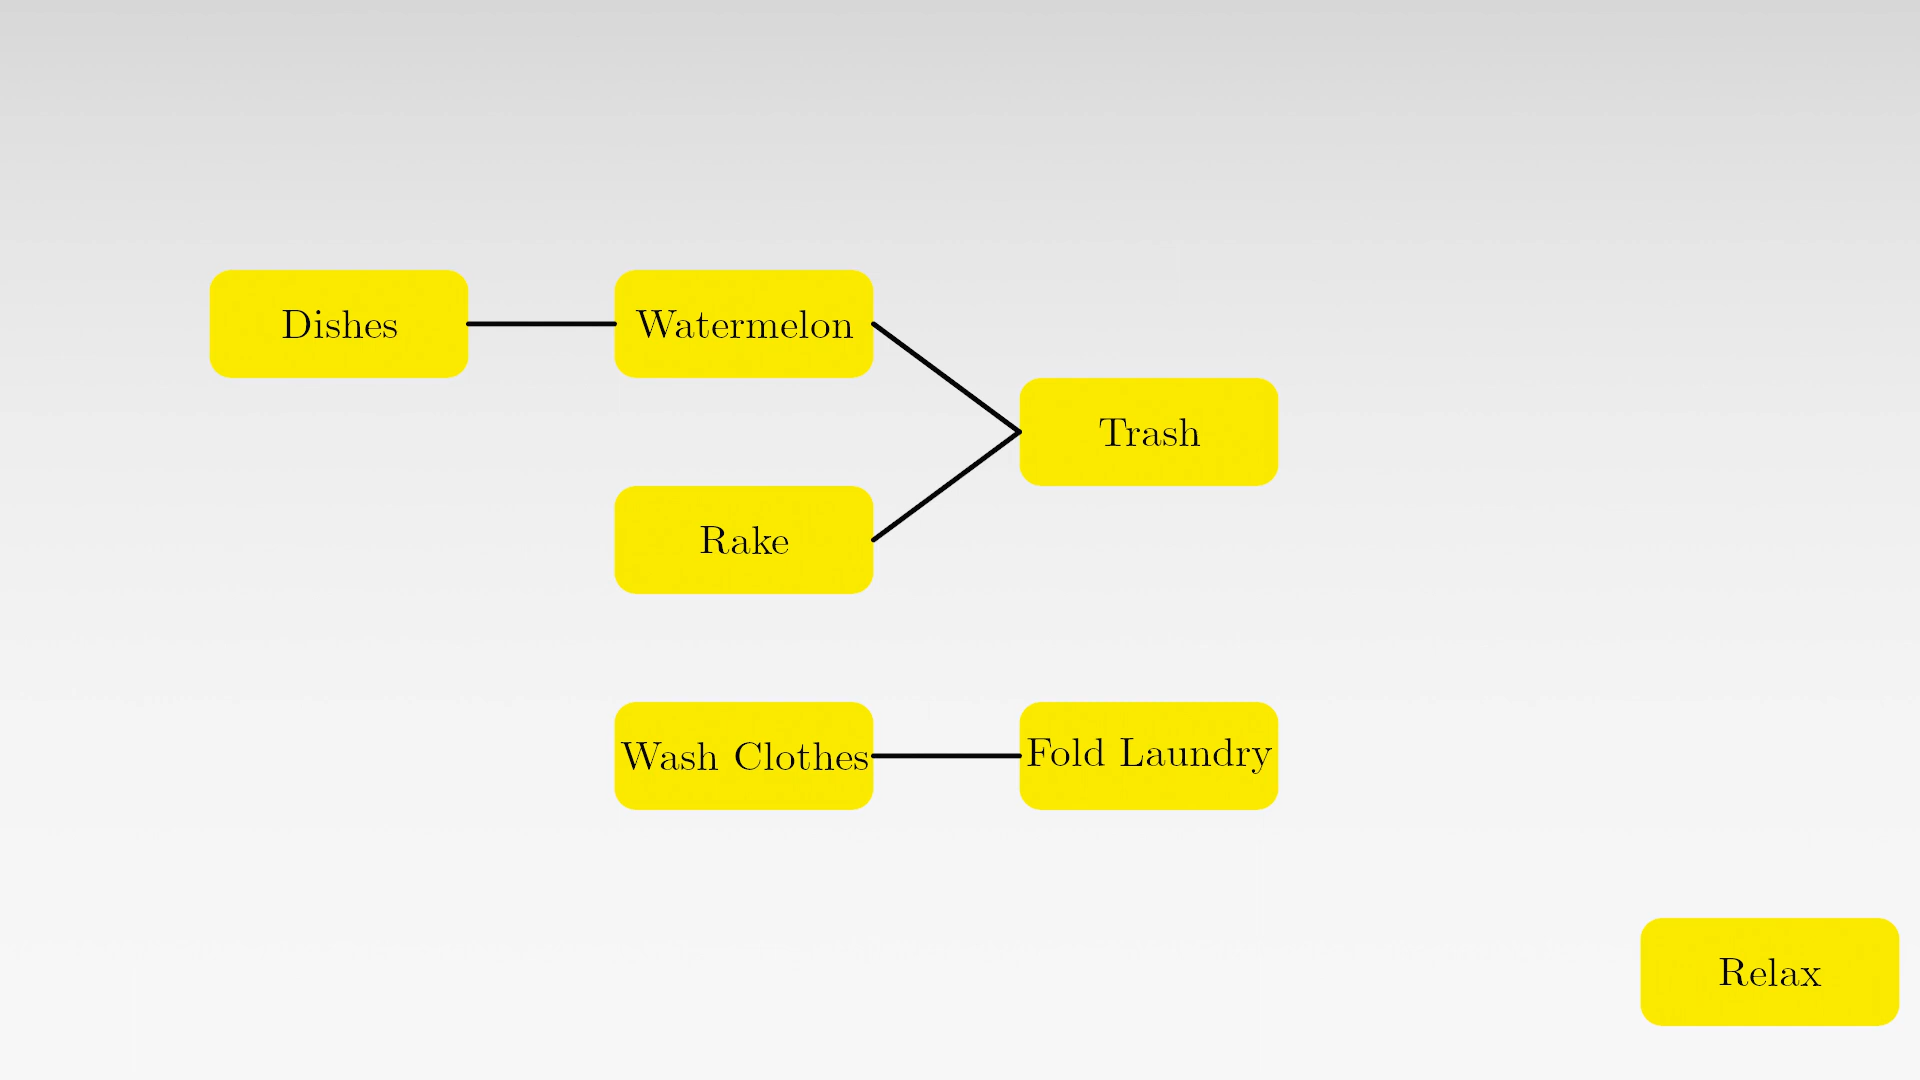 Dishes
Watermelon
Trash
Rake
Wash Clothes
Fold Laundry
Relax